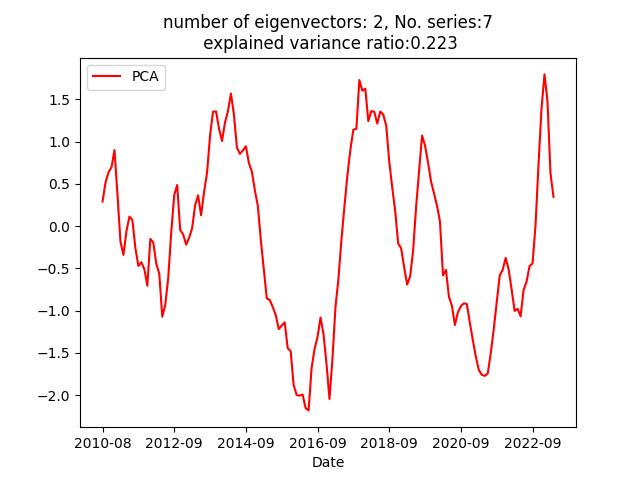 number of eigenvectors: 2, No. series:7
explained variance ratio:0.223
PCA
1.5
1.0
0.5
0.0
−0.5
−1.0
−1.5
−2.0
2010-08 2012-09 2014-09 2016-09 2018-09 2020-09 2022-09
Date